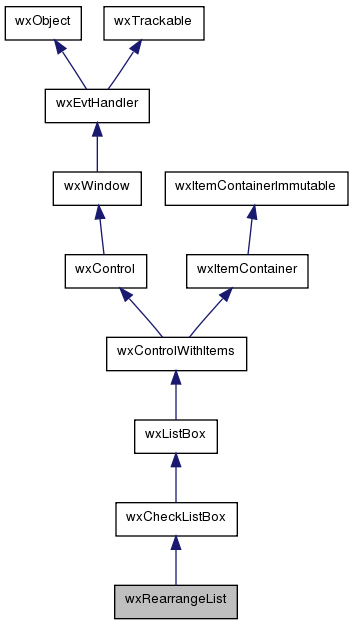 wxObject
wxTrackable
wxEvtHandler
wxWindow
wxItemContainerImmutable
wxControl
wxItemContainer
wxControlWithItems
wxListBox
wxCheckListBox
wxRearrangeList